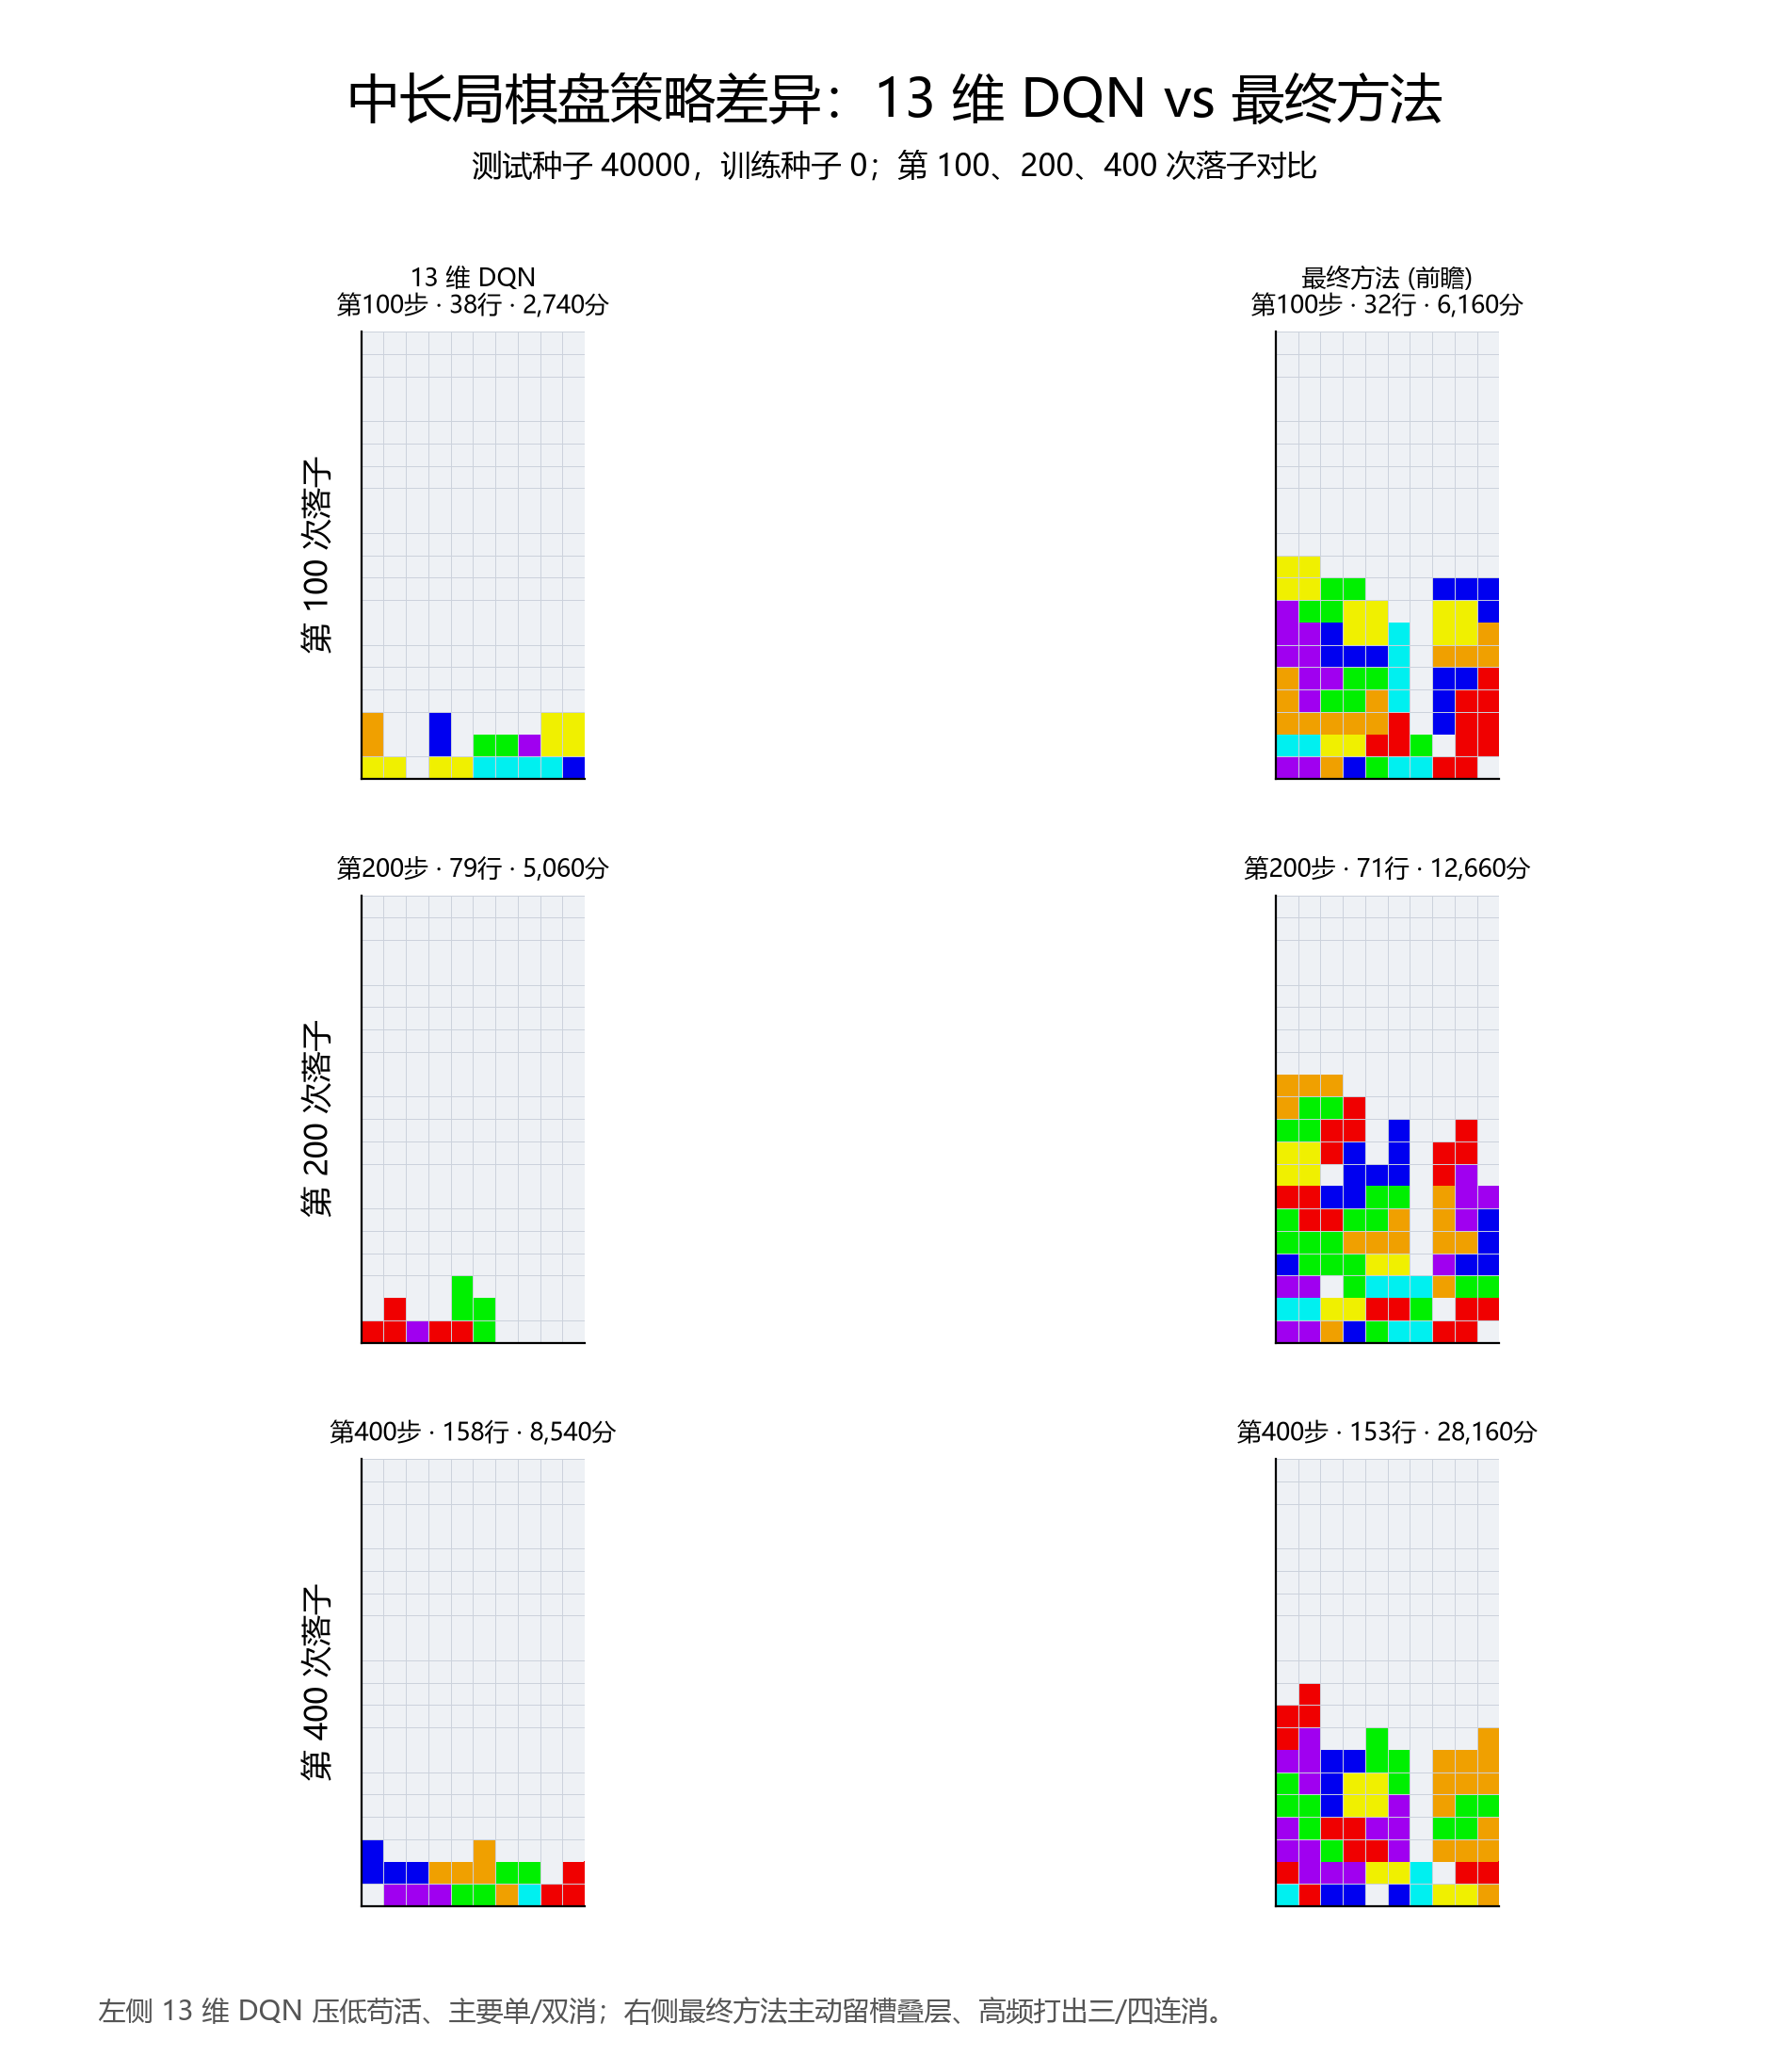 中长局棋盘策略差异：13 维 DQN vs 最终方法
测试种子 40000，训练种子 0；第 100、200、400 次落子对比
13 维 DQN
第100步 · 38行 · 2,740分
最终方法 (前瞻)
第100步 · 32行 · 6,160分
第 100 次落子
第200步 · 79行 · 5,060分
第200步 · 71行 · 12,660分
第 200 次落子
第400步 · 158行 · 8,540分
第400步 · 153行 · 28,160分
第 400 次落子
左侧 13 维 DQN 压低苟活、主要单/双消；右侧最终方法主动留槽叠层、高频打出三/四连消。